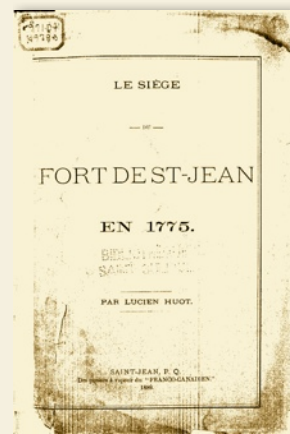 LE SIÈGE
— DU —
FORT DE ST-JEAN
EN 1775.
PAR LUCIEN HUOT.
SAINT-JEAN, P. Q.
Des presses à vapeur du "FRANCO-CANADIEN."